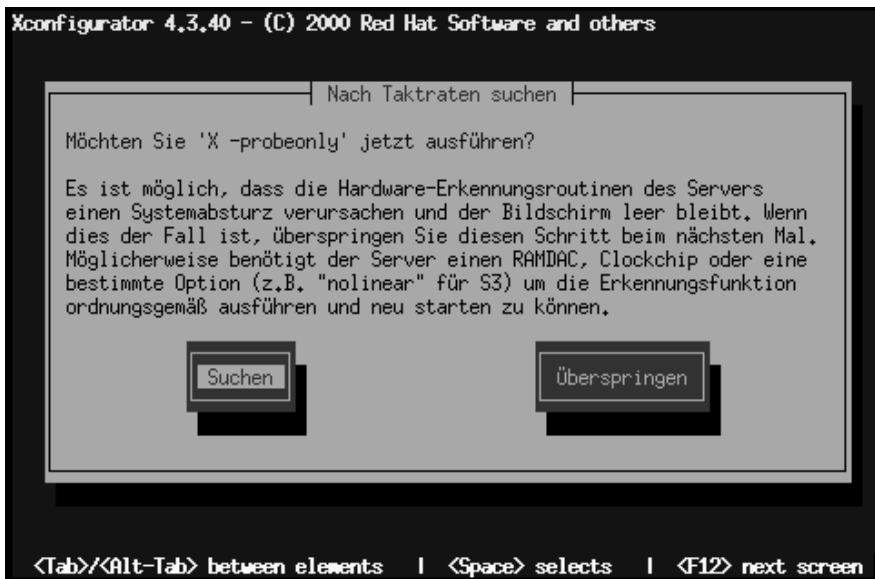 Xconfigurator 4.3.40 - (C) 2000 Red Hat Software and others
Nach Taktraten suchen
Möchten Sie 'X -probeonly' jetzt ausführen?
Es ist möglich, dass die Hardware-Erkennungsroutinen des Servers
einen Systemabsturz verursachen und der Bildschirm leer bleibt. Wenn
dies der Fall ist, überspringen Sie diesen Schritt beim nächsten Mal.
Möglicherweise benötigt der Server einen RAMDAC, Clockchip oder eine
bestimmte Option (z.B. "nolinear" für S3) um die Erkennungsfunktion
ordnungsgemäß ausführen und neu starten zu können.
Suchen
Überspringen
<Tab>/<Alt-Tab> between elements | <Space> selects | <F12> next screen